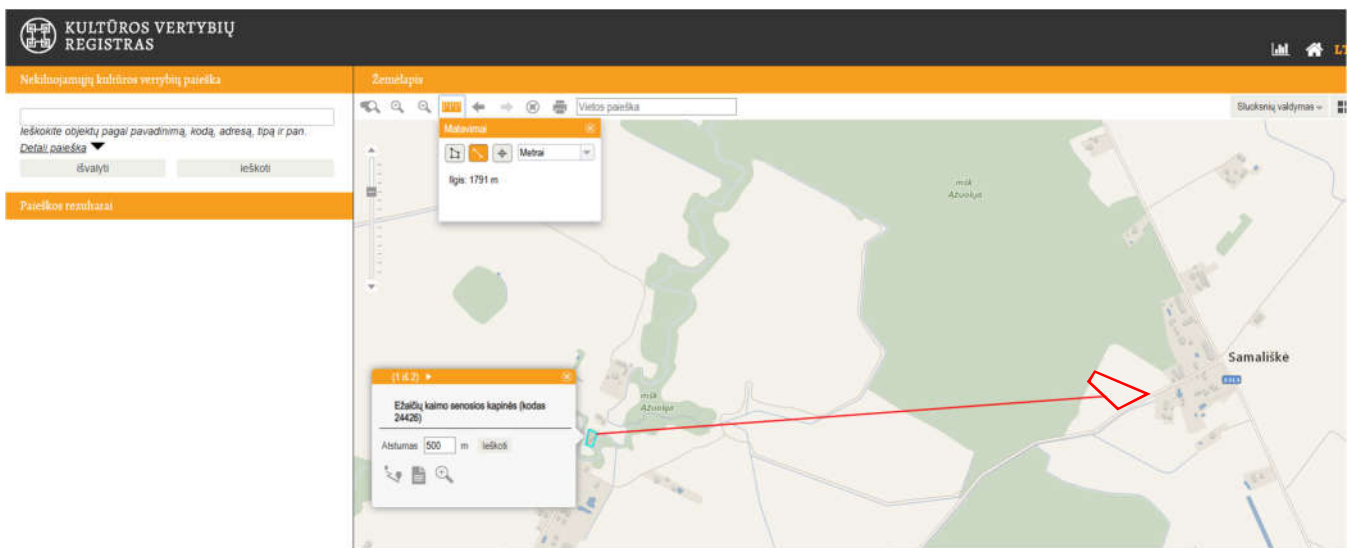 KULTŪROS VERTYBIŲ
REGISTRAS
LT
Nekilnojamųjų kultūros vertybių paieška
Žemėlapis
Vietos paieška
Sluoksnių valdymas
Ieškokite objektų pagal pavadinimą, kodą, adresą, tipą ir pan.
Detali paieška
Išvalyti
Ieškoti
Paieškos rezultatai
Matavimai
Metrai
Ilgis: 1791 m
mšk
Ažuolija
Samališkė
(1 iš 2)
Ežaičių kaimo senosios kapinės (kodas
24426)
Atstumas 500 m Ieškoti
mšk
Ažuolija